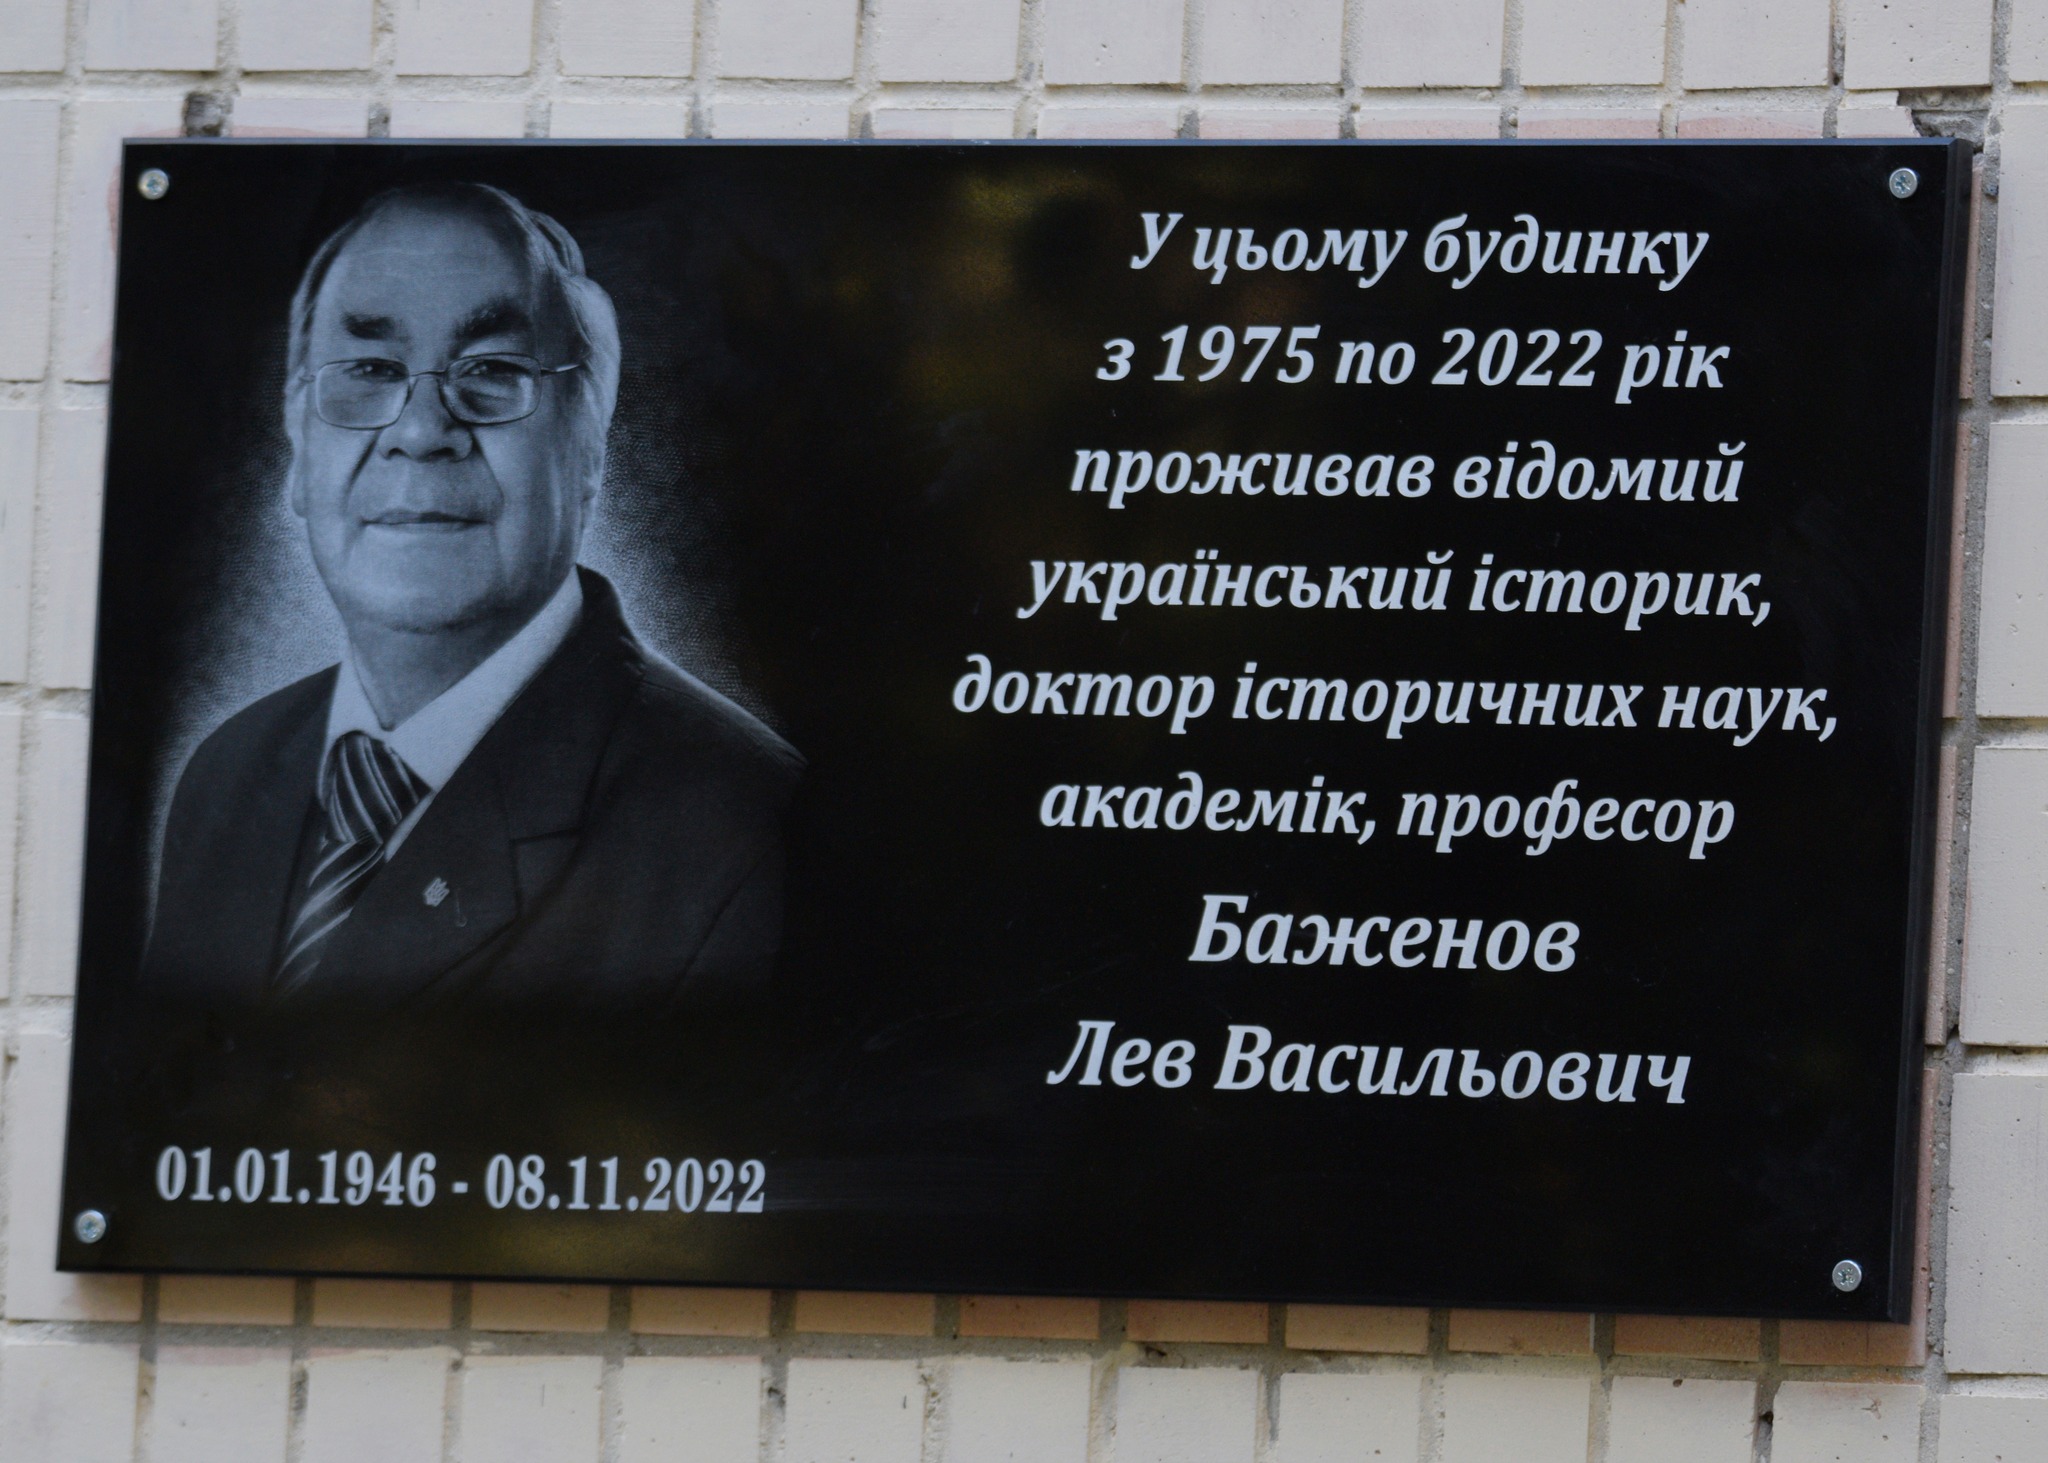 У цьому будинку
з 1975 по 2022 рік
проживав відомий
український історик,
доктор історичних наук,
академік, професор
Баженов
Лев Васильович
01.01.1946 - 08.11.2022